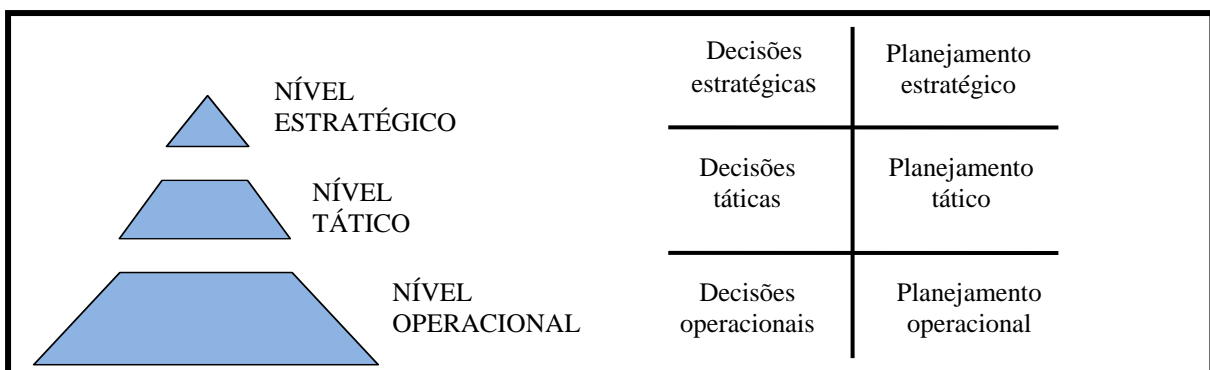 NÍVEL
ESTRATÉGICO
Decisões
estratégicas
Planejamento
estratégico
NÍVEL
TÁTICO
Decisões
táticas
Planejamento
tático
NÍVEL
OPERACIONAL
Decisões
operacionais
Planejamento
operacional